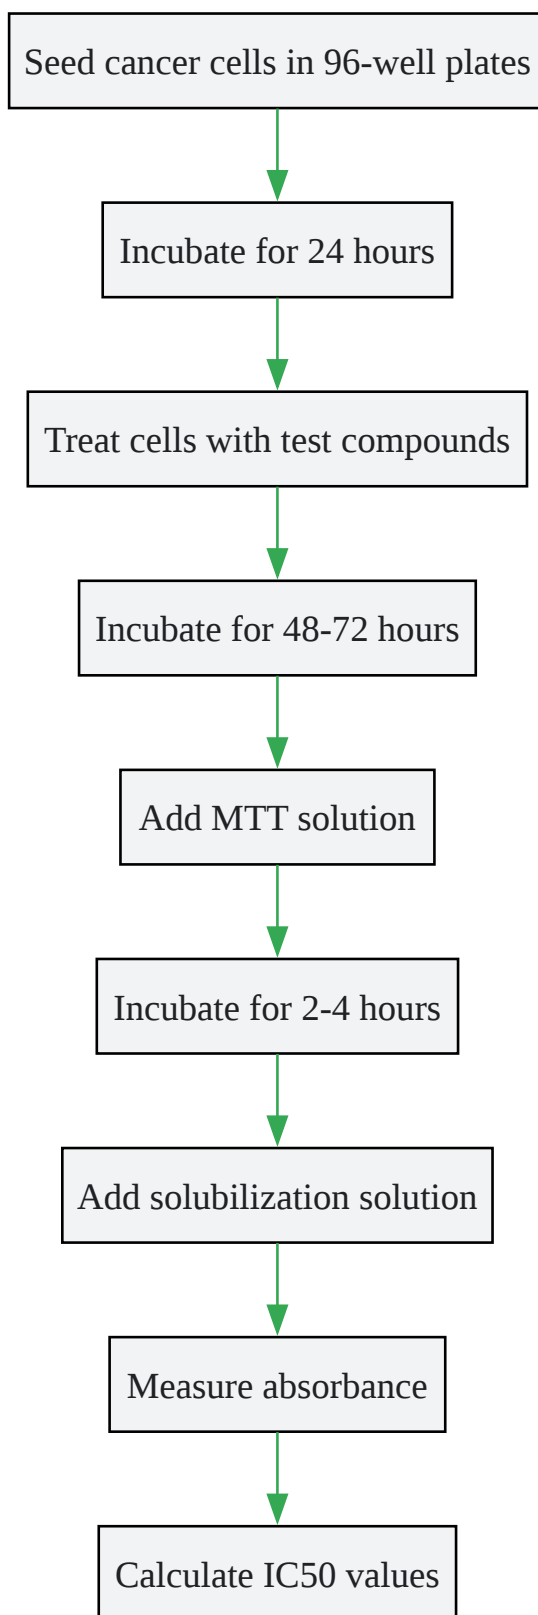 Seed cancer cells in 96-well plates
Incubate for 24 hours
Treat cells with test compounds
Incubate for 48-72 hours
Add MTT solution
Incubate for 2-4 hours
Add solubilization solution
Measure absorbance
Calculate IC50 values